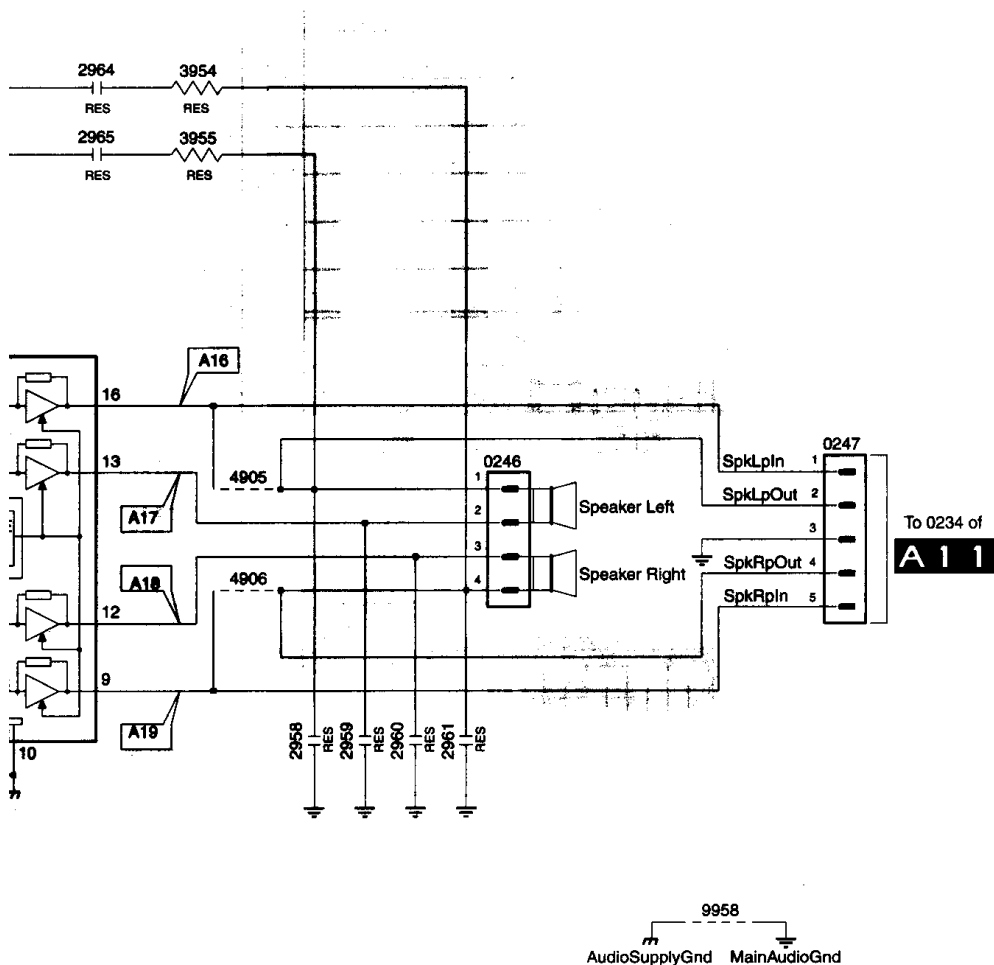 2964
3954
RES
RES
2965
3955
RES
RES
A16
16
13
A17
4905
0246
1
2
3
4
Speaker Left
Speaker Right
0247
SpkLpIn
1
SpkLpOut
2
3
SpkRpOut
4
SpkRpIn
5
To 0234 of
A11
A18
4906
12
9
A19
10
2958
RES
2959
RES
2960
RES
2961
RES
9958
AudioSupplyGnd
MainAudioGnd